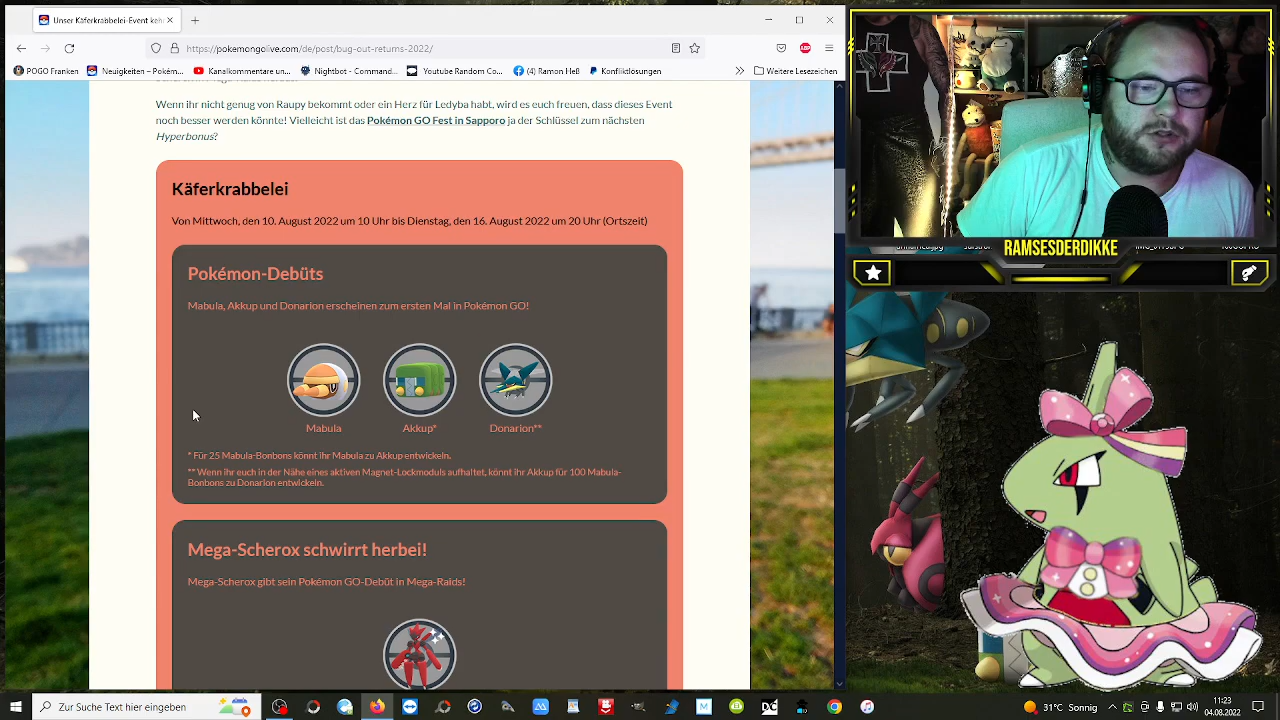 Unser Käferkrabbelei-Event keh
https://pokemongolive.com/de/post/bug-out-returns-2022/
POGO Franken
Neuigkeiten – Pokém...
Kanalkommentare un...
Nightbot - Command...
Youtube Random Co...
(4) Ramon Heß
Konfliktlösungen
Weitere Lesezeichen
Wenn ihr nicht genug von Raupy bekommt oder ein Herz für Ledyba habt, wird es euch freuen, dass dieses Event
noch besser werden könnte! Vielleicht ist das Pokémon GO Fest in Sapporo ja der Schlüssel zum nächsten
Hyperbonus?
Käferkrabbelei
Von Mittwoch, den 10. August 2022 um 10 Uhr bis Dienstag, den 16. August 2022 um 20 Uhr (Ortszeit)
Pokémon-Debüts
Mabula, Akkup und Donarion erscheinen zum ersten Mal in Pokémon GO!
Mabula
Akkup*
Donarion**
* Für 25 Mabula-Bonbons könnt ihr Mabula zu Akkup entwickeln.
** Wenn ihr euch in der Nähe eines aktiven Magnet-Lockmoduls aufhaltet, könnt ihr Akkup für 100 Mabula-
Bonbons zu Donarion entwickeln.
Mega-Scherox schwirrt herbei!
Mega-Scherox gibt sein Pokémon GO-Debüt in Mega-Raids!
RAMSESDERDIKKE
Zur Suche Text hier eingeben
31°C Sonnig
11:23
04.08.2022